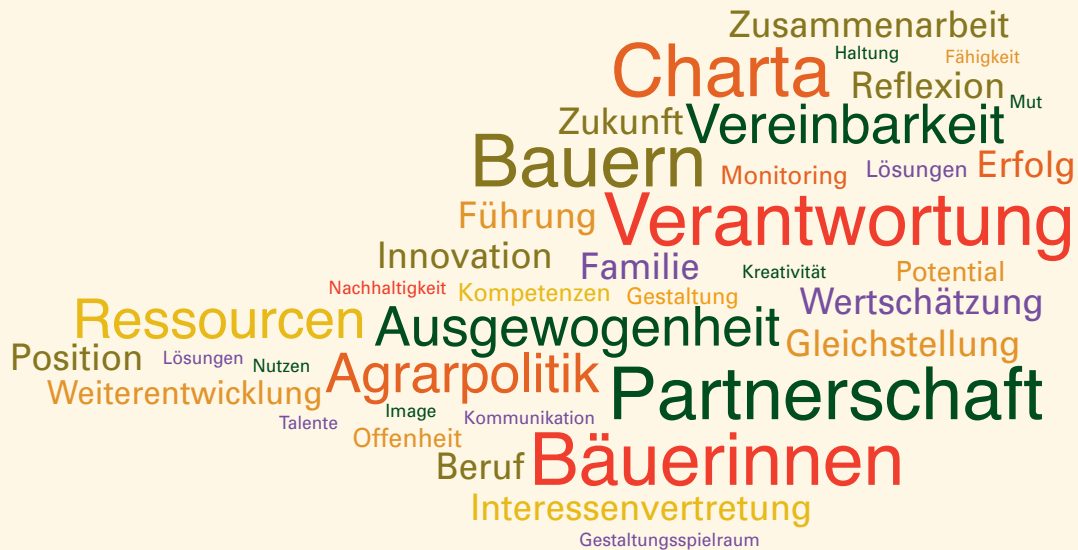 Zusammenarbeit
Charta Haltung Fähigkeit
Reflexion Mut
Zukunft Vereinbarkeit
Bauern Monitoring Lösungen Erfolg
Führung Verantwortung
Innovation Familie Kreativität Potential
Nachhaltigkeit Kompetenzen Gestaltung Wertschätzung
Ressourcen Ausgewogenheit Gleichstellung
Position Lösungen Nutzen
Weiterentwicklung Agrarpolitik Partnerschaft
Talente Image Kommunikation
Offenheit
Beruf Bäuerinnen
Interessenvertretung
Gestaltungsspielraum